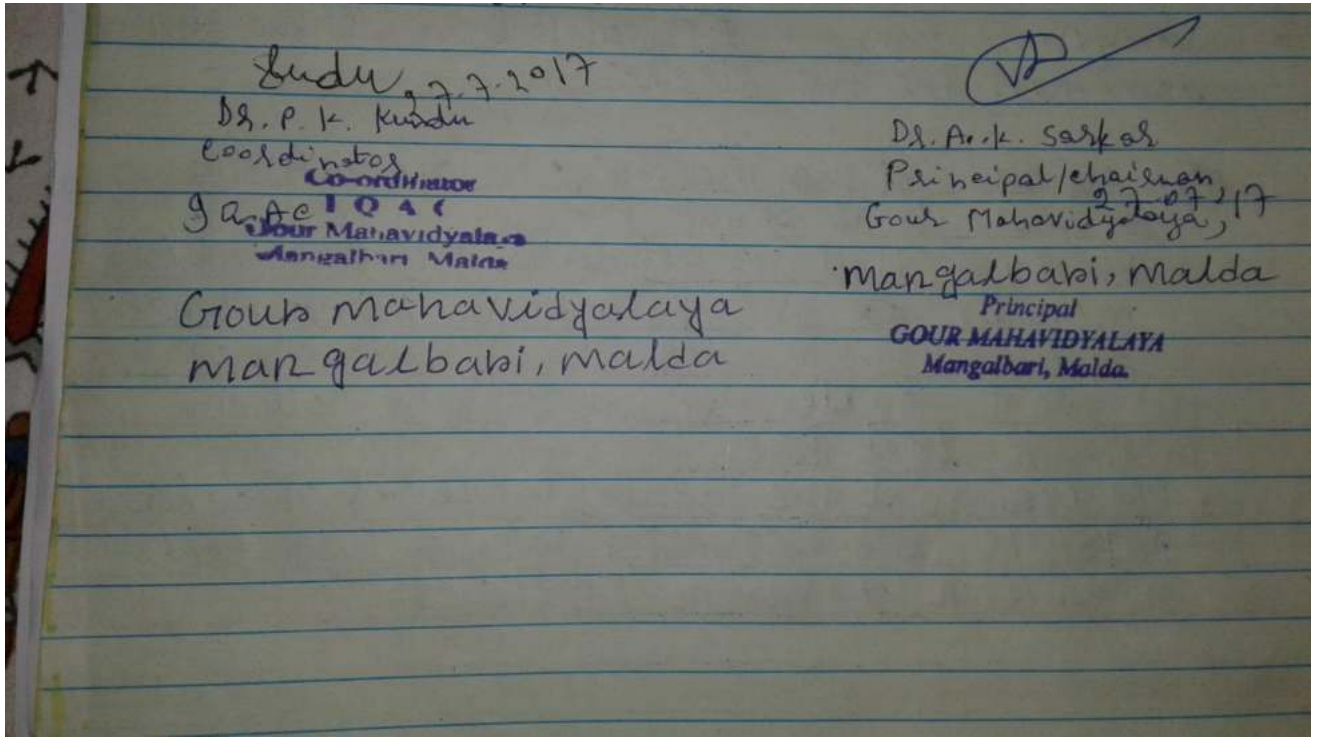 Kundu 27.7.2017
Dr. P. K. Kundu
Coordinator
Co-ordinator
IQAC
I Q A C
Gour Mahavidyalaya
Mangalbari Malda
Gour Mahavidyalaya
Mangalbari, Malda
Dr. A. K. Sarkar
Principal/Chairman,
27.07.17
Gour Mahavidyalaya,
Mangalbari, Malda
Principal
GOUR MAHAVIDYALAYA
Mangalbari, Malda.